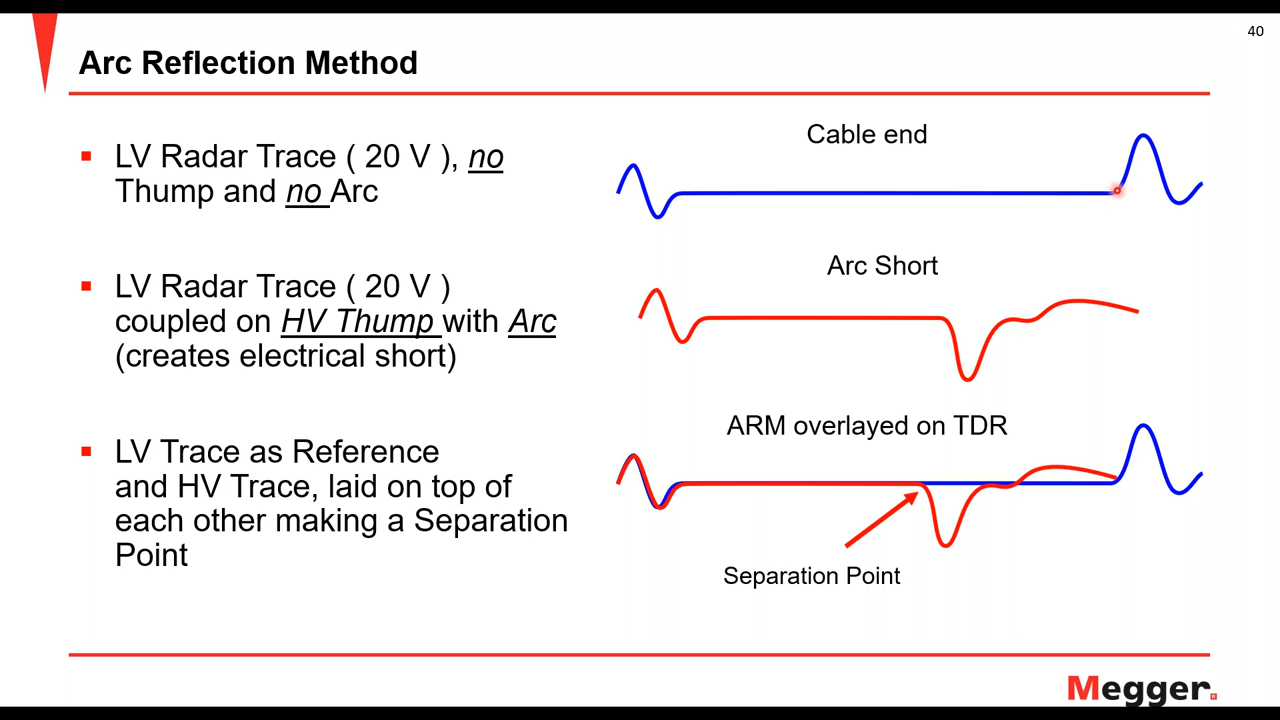 40
Arc Reflection Method
LV Radar Trace ( 20 V ), no
Thump and no Arc
LV Radar Trace ( 20 V )
coupled on HV Thump with Arc
(creates electrical short)
LV Trace as Reference
and HV Trace, laid on top of
each other making a Separation
Point
Cable end
Arc Short
ARM overlayed on TDR
Separation Point
Megger.